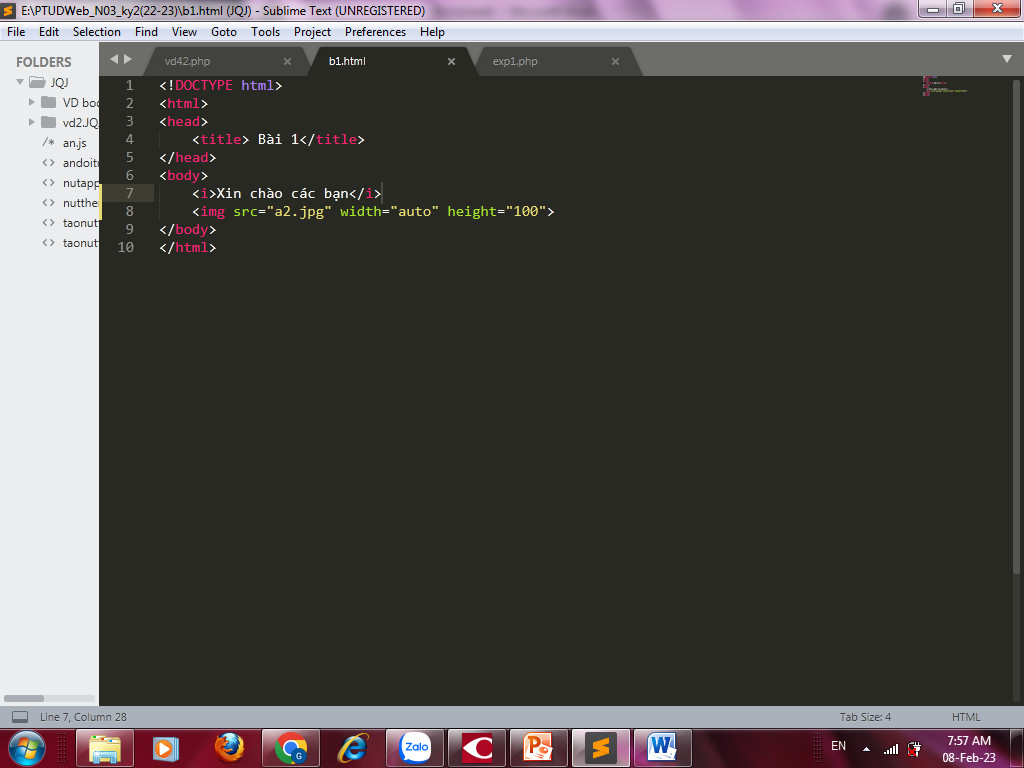 E:\PTUDWeb_N03_ky2(22-23)\b1.html (JQJ) - Sublime Text (UNREGISTERED)
File Edit Selection Find View Goto Tools Project Preferences Help
FOLDERS
JQJ
VD boo
vd2.JQ
an.js
andoitu
nutapp
nutther
taonut
taonut
vd42.php
b1.html
exp1.php
1 <!DOCTYPE html>
2 <html>
3 <head>
4 <title> Bài 1</title>
5 </head>
6 <body>
7 <i>Xin chào các bạn</i>
8 <img src="a2.jpg" width="auto" height="100">
9 </body>
10 </html>
Line 7, Column 28
Tab Size: 4
HTML
Zalo
EN
7:57 AM
08-Feb-23